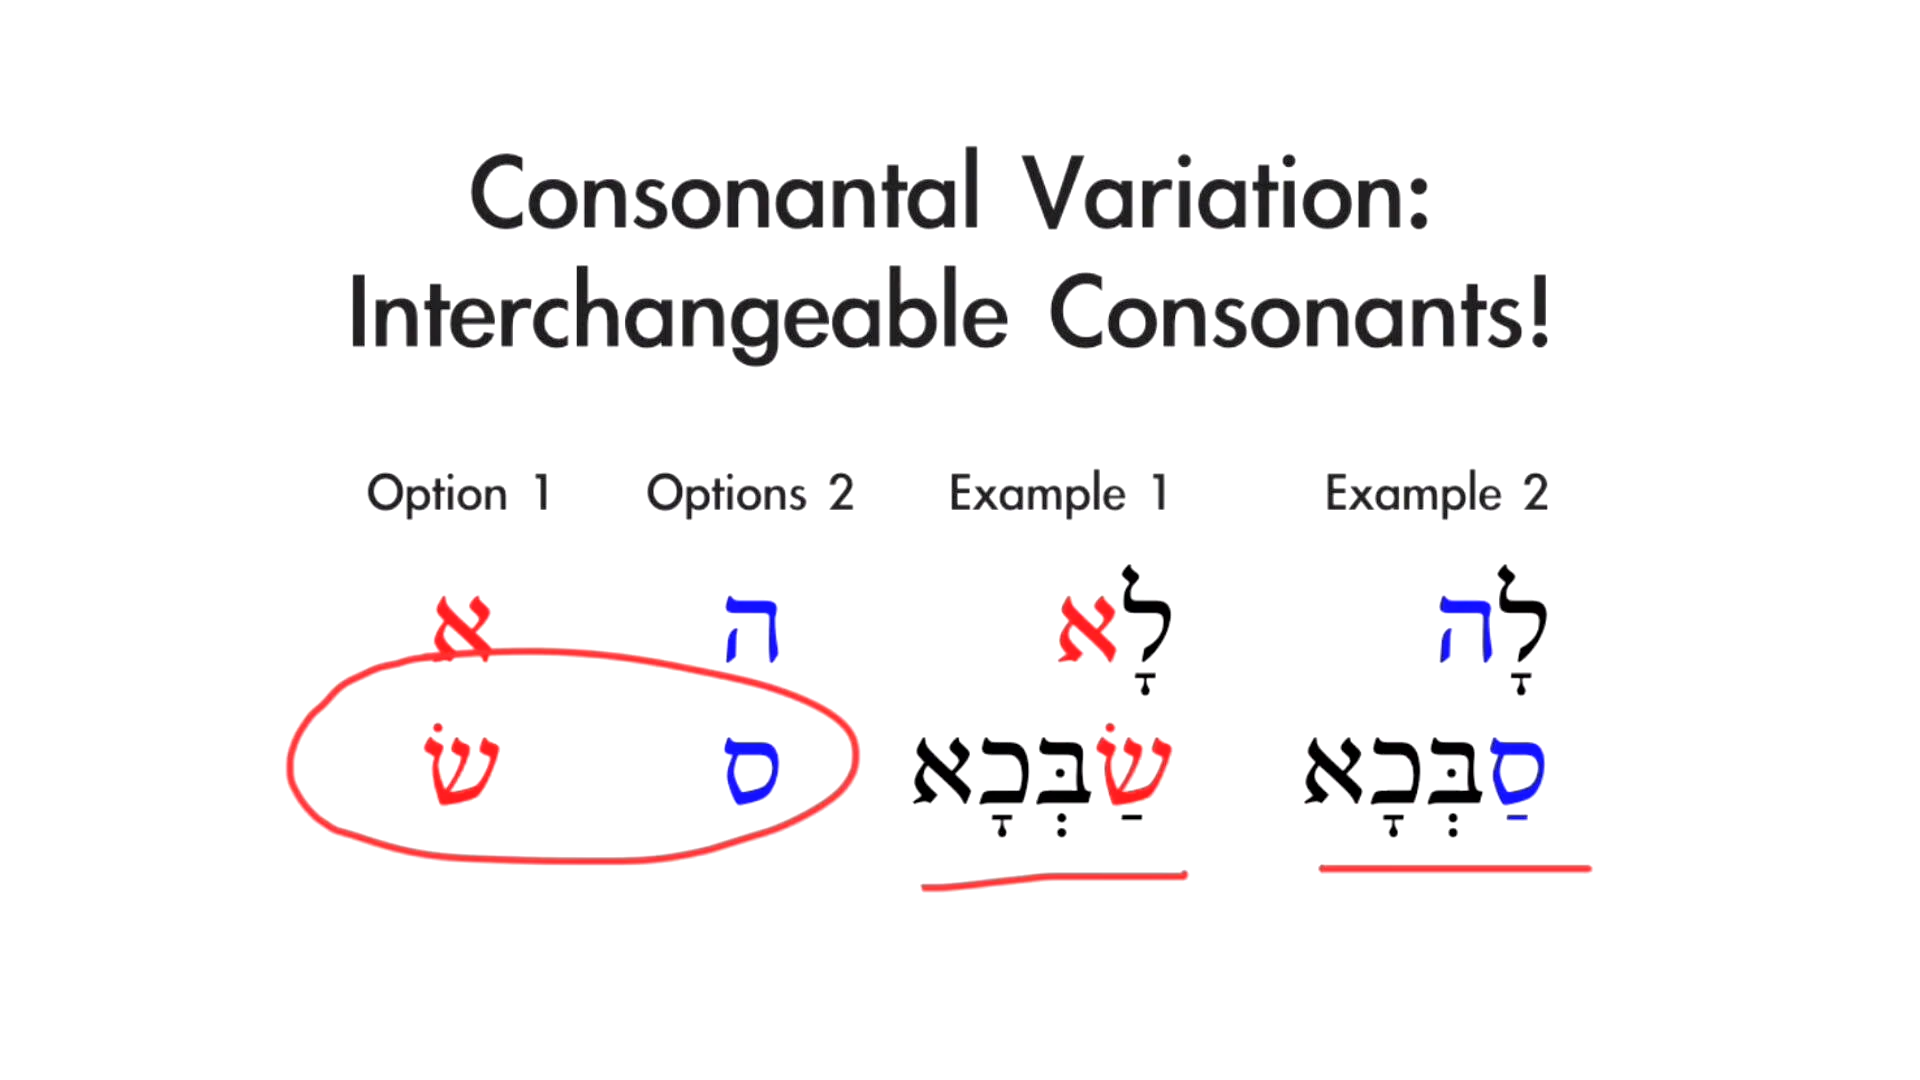 Consonantal Variation:
Interchangeable Consonants!
Option 1 Options 2 Example 1 Example 2
א ה לָא לָה
שׂ ס שַׂבְּכָא סַבְּכָא